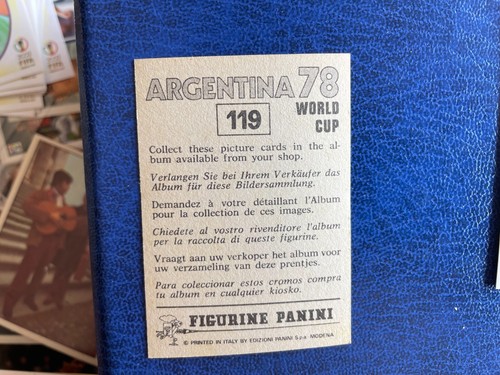 ARGENTINA 78
119
WORLD
CUP
Collect these picture cards in the al-
bum available from your shop.
Verlangen Sie bei Ihrem Verkäufer das
Album für diese Bildersammlung.
Demandez à votre détaillant l'Album
pour la collection de ces images.
Chiedete al vostro rivenditore l'album
per la raccolta di queste figurine.
Vraagt aan uw verkoper het album voor
uw verzameling van deze prentjes.
Para coleccionar estos cromos compra
tu album en cualquier kiosko.
FIGURINE PANINI
© PRINTED IN ITALY BY EDIZIONI PANINI S.p.a. MODENA